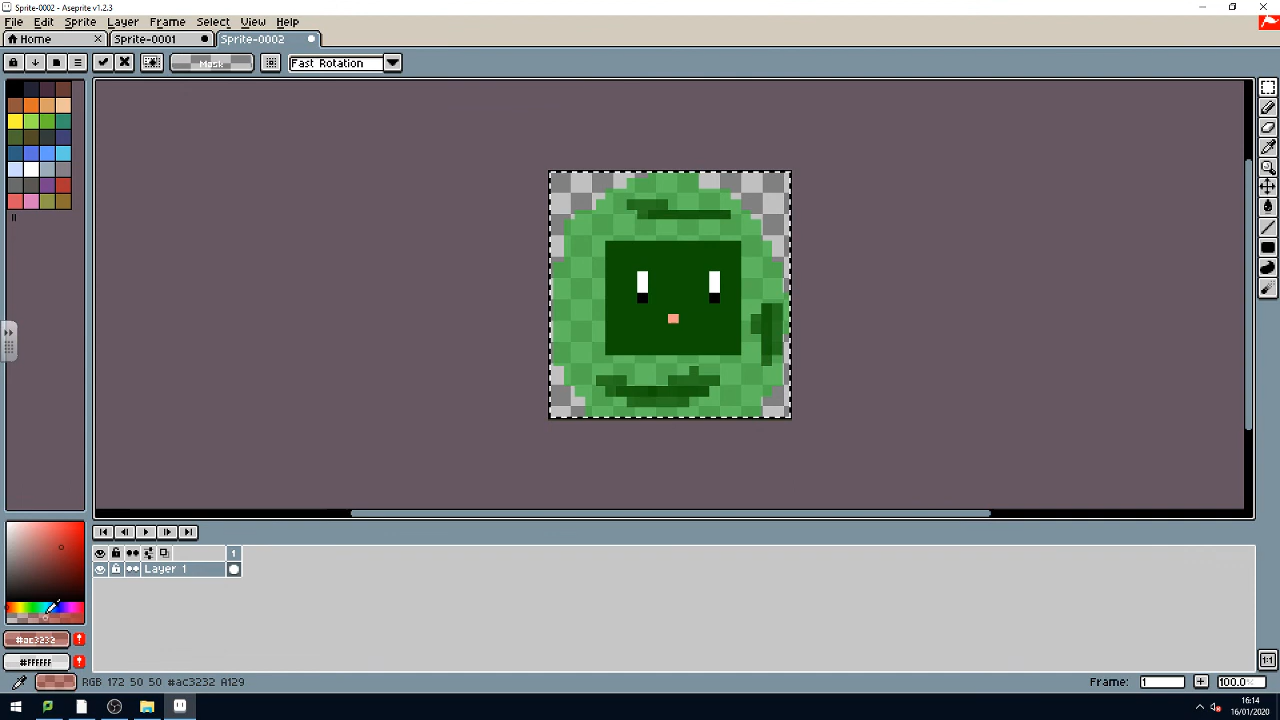 Sprite-0002 - Aseprite v1.2.3
File Edit Sprite Layer Frame Select View Help
Home Sprite-0001 Sprite-0002
Mask Fast Rotation
1
Layer 1
#ac3232
#ffffff
1:1
RGB 172 50 50 #ac3232 A129 Frame: 1 100.0%
16:14
16/01/2020